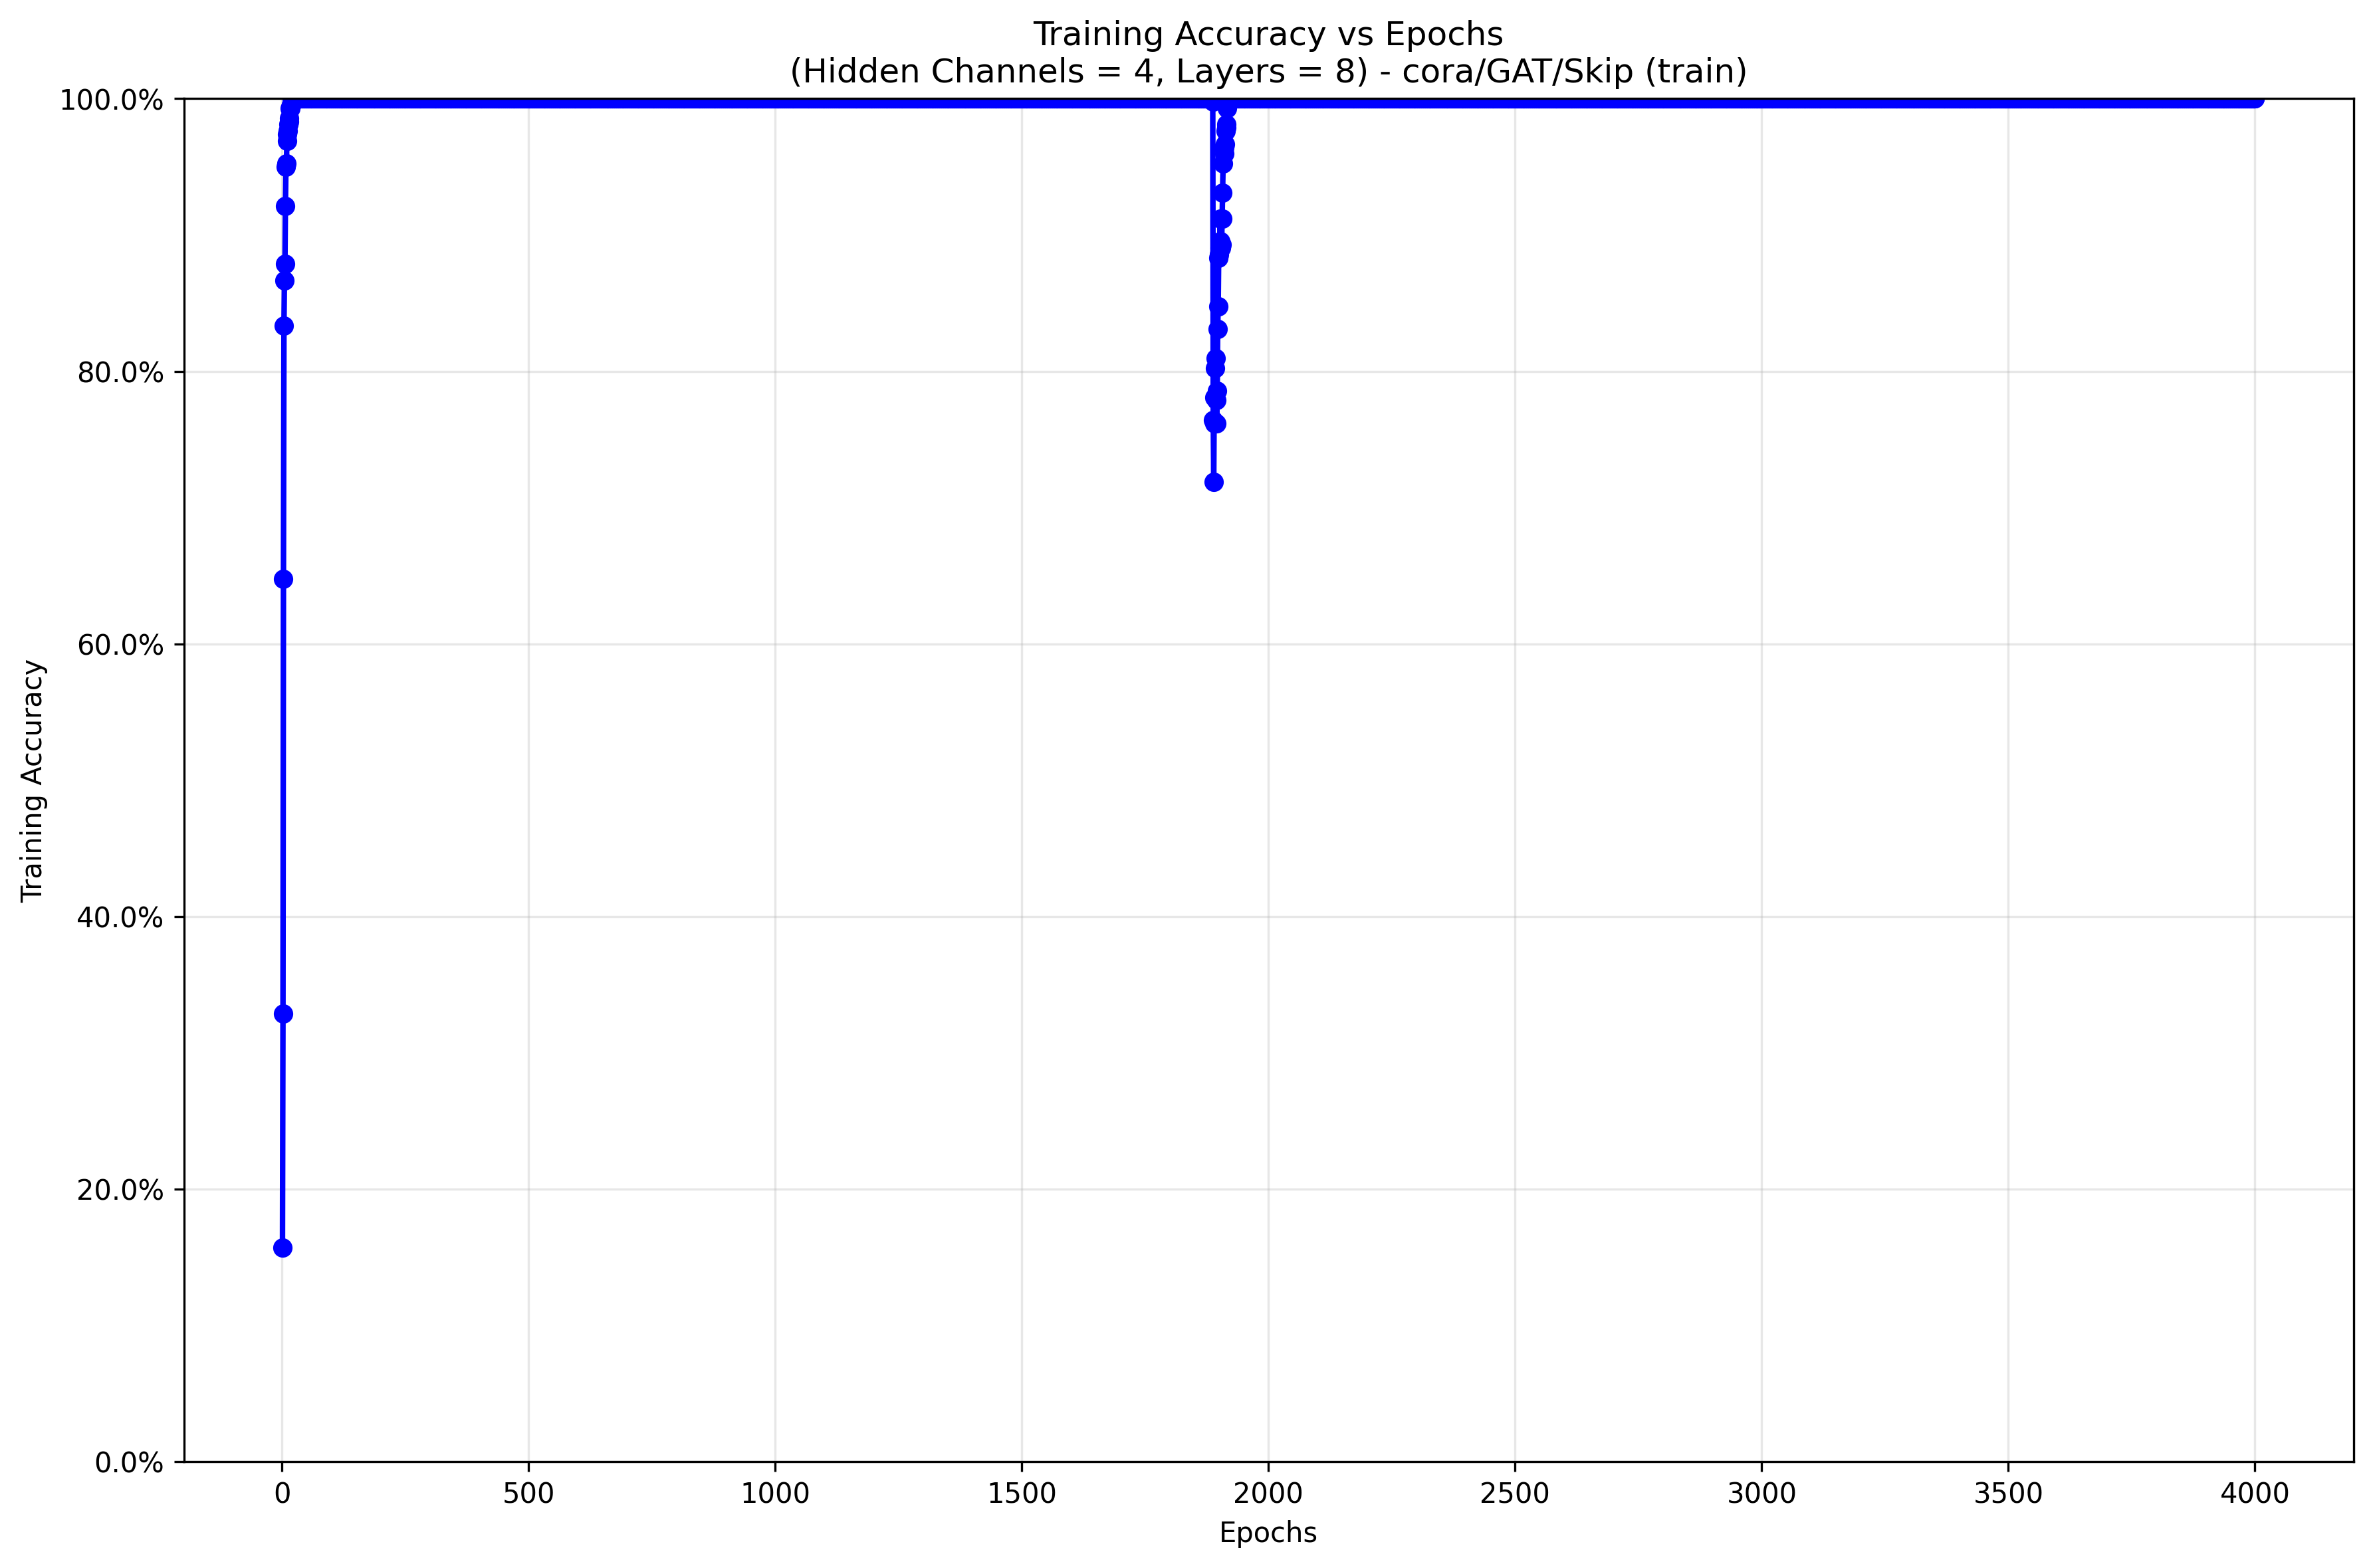 Training Accuracy vs Epochs
(Hidden Channels = 4, Layers = 8) - cora/GAT/Skip (train)
Training Accuracy
100.0%
80.0%
60.0%
40.0%
20.0%
0.0%
0 500 1000 1500 2000 2500 3000 3500 4000
Epochs